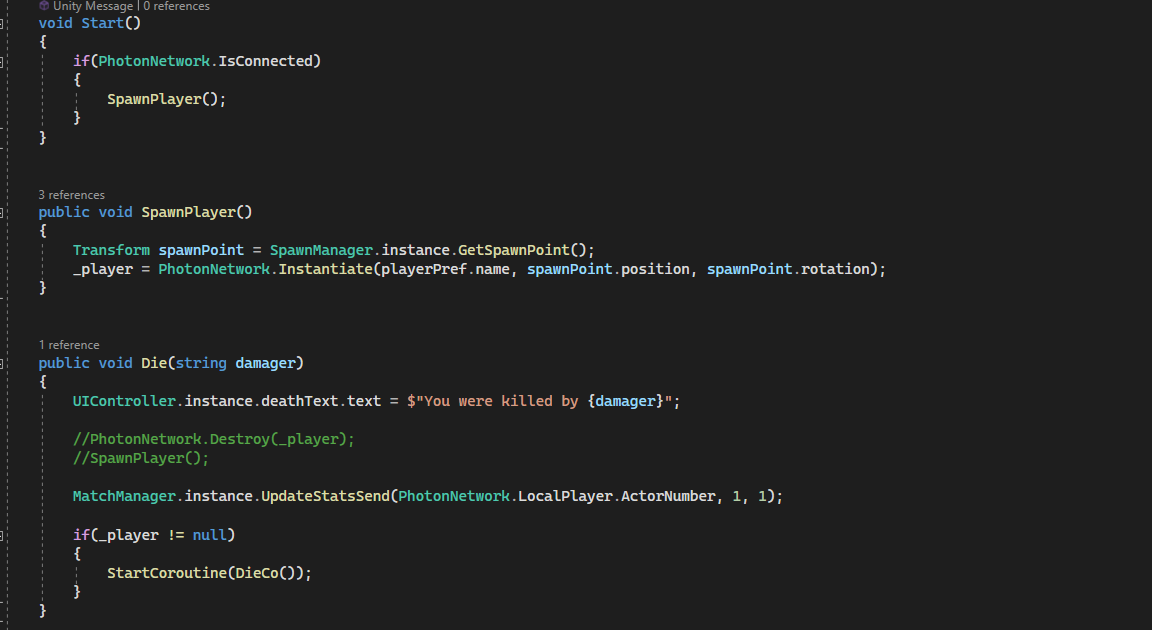 Unity Message | 0 references
void Start()
{
if(PhotonNetwork.IsConnected)
{
SpawnPlayer();
}
}
3 references
public void SpawnPlayer()
{
Transform spawnPoint = SpawnManager.instance.GetSpawnPoint();
_player = PhotonNetwork.Instantiate(playerPref.name, spawnPoint.position, spawnPoint.rotation);
}
1 reference
public void Die(string damager)
{
UIController.instance.deathText.text = $"You were killed by {damager}";
//PhotonNetwork.Destroy(_player);
//SpawnPlayer();
MatchManager.instance.UpdateStatsSend(PhotonNetwork.LocalPlayer.ActorNumber, 1, 1);
if(_player != null)
{
StartCoroutine(DieCo());
}
}